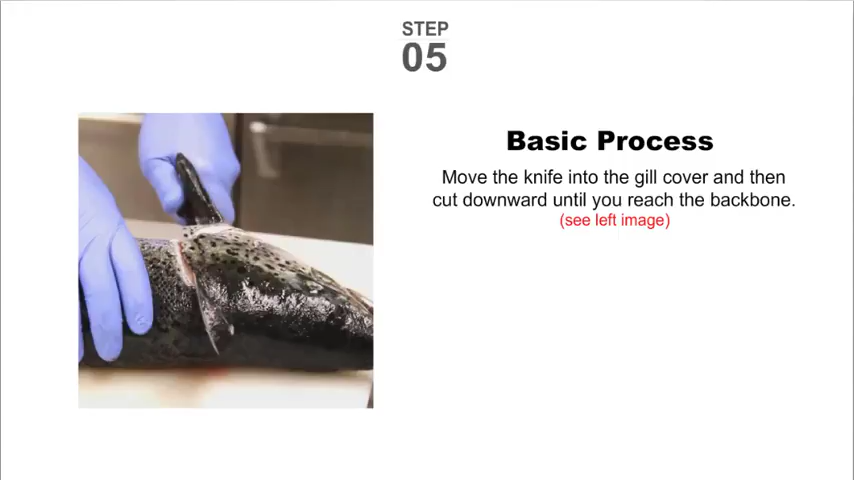 STEP
05
Basic Process
Move the knife into the gill cover and then
cut downward until you reach the backbone.
(see left image)